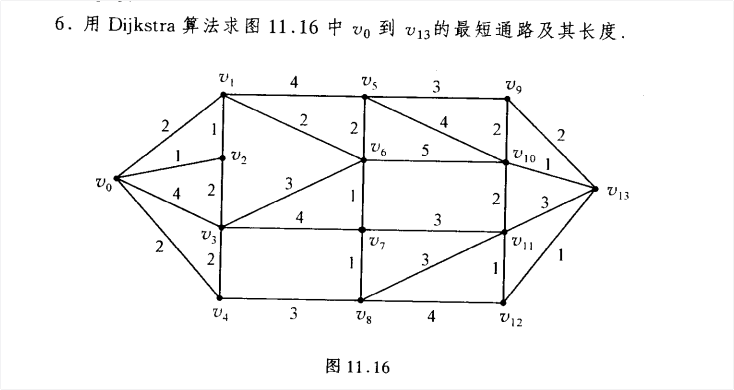 6. 用 Dijkstra 算法求图 11.16 中 v₀ 到 v₁₃的最短通路及其长度.
v₁ 4 v₅ 3 v₉
2 1 2 2 4 2 2
1 v₂ v₆ 5 v₁₀ 1
v₀ v₁₃
4 2 3 1 2 3
v₃ 4 v₇ 3 v₁₁
2 2 1 3 1 1
v₄ 3 v₈ 4 v₁₂
图 11.16